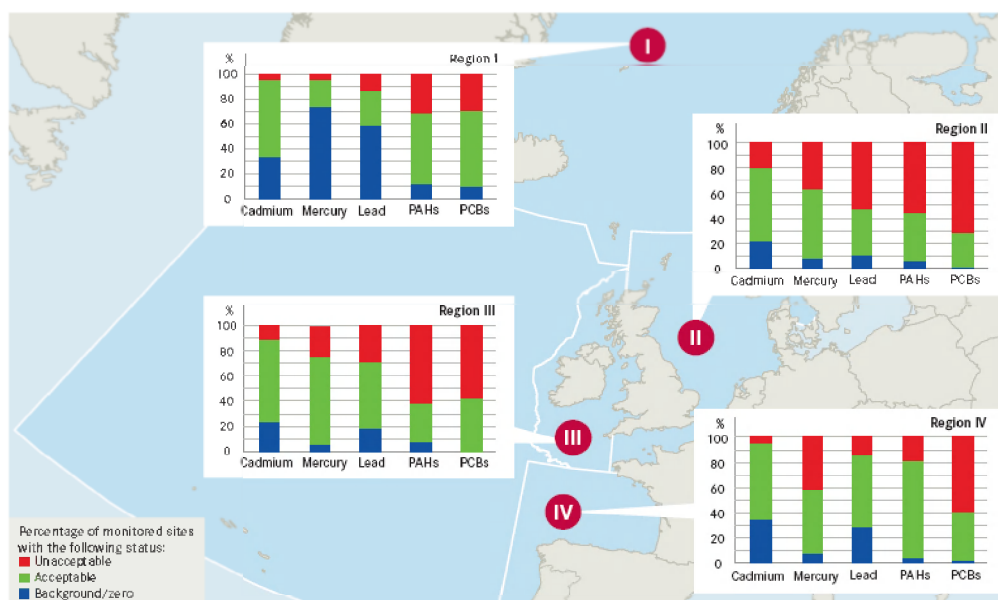 I
Region I
%
100
80
60
40
20
0
Cadmium Mercury Lead PAHs PCBs
Region II
%
100
80
60
40
20
0
Cadmium Mercury Lead PAHs PCBs
Region III
%
100
80
60
40
20
0
Cadmium Mercury Lead PAHs PCBs
II
III
Region IV
%
100
80
60
40
20
0
Cadmium Mercury Lead PAHs PCBs
IV
Percentage of monitored sites
with the following status:
Unacceptable
Acceptable
Background/zero